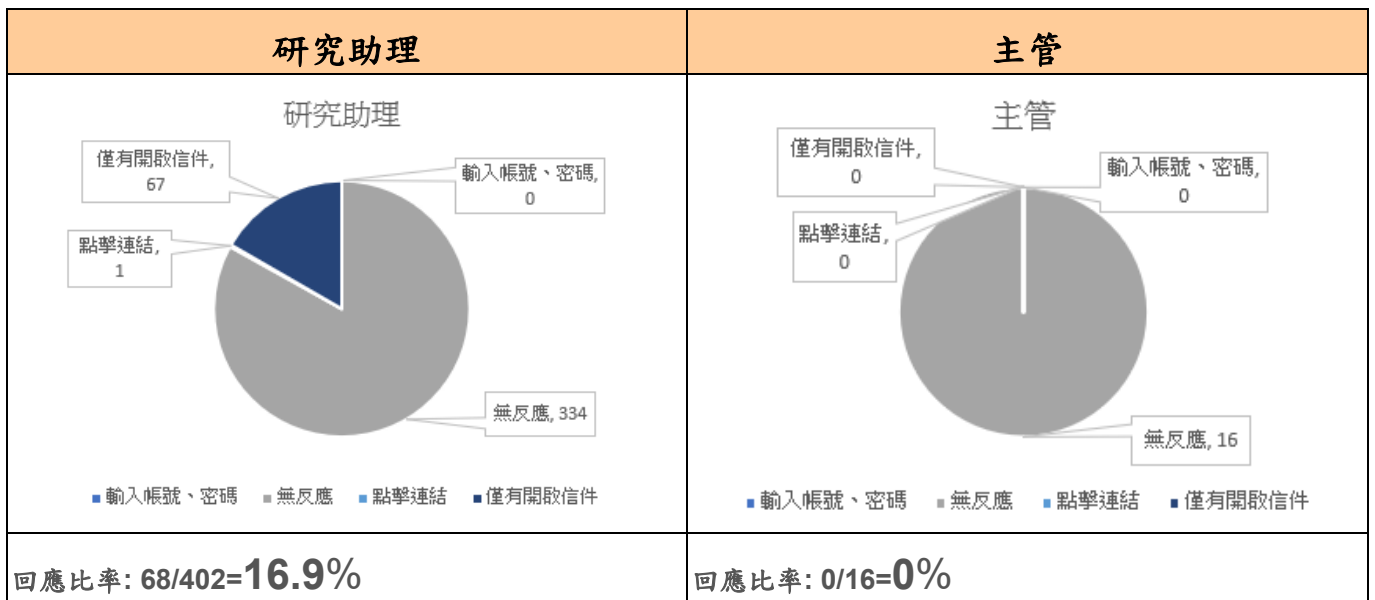 研究助理
主管
研究助理
僅有開啟信件,
67
輸入帳號、密碼,
0
點擊連結,
1
無反應, 334
■輸入帳號、密碼 ■無反應 ■點擊連結 ■僅有開啟信件
主管
僅有開啟信件,
0
輸入帳號、密碼,
0
點擊連結,
0
無反應, 16
■輸入帳號、密碼 ■無反應 ■點擊連結 ■僅有開啟信件
回應比率: 68/402=16.9%
回應比率: 0/16=0%